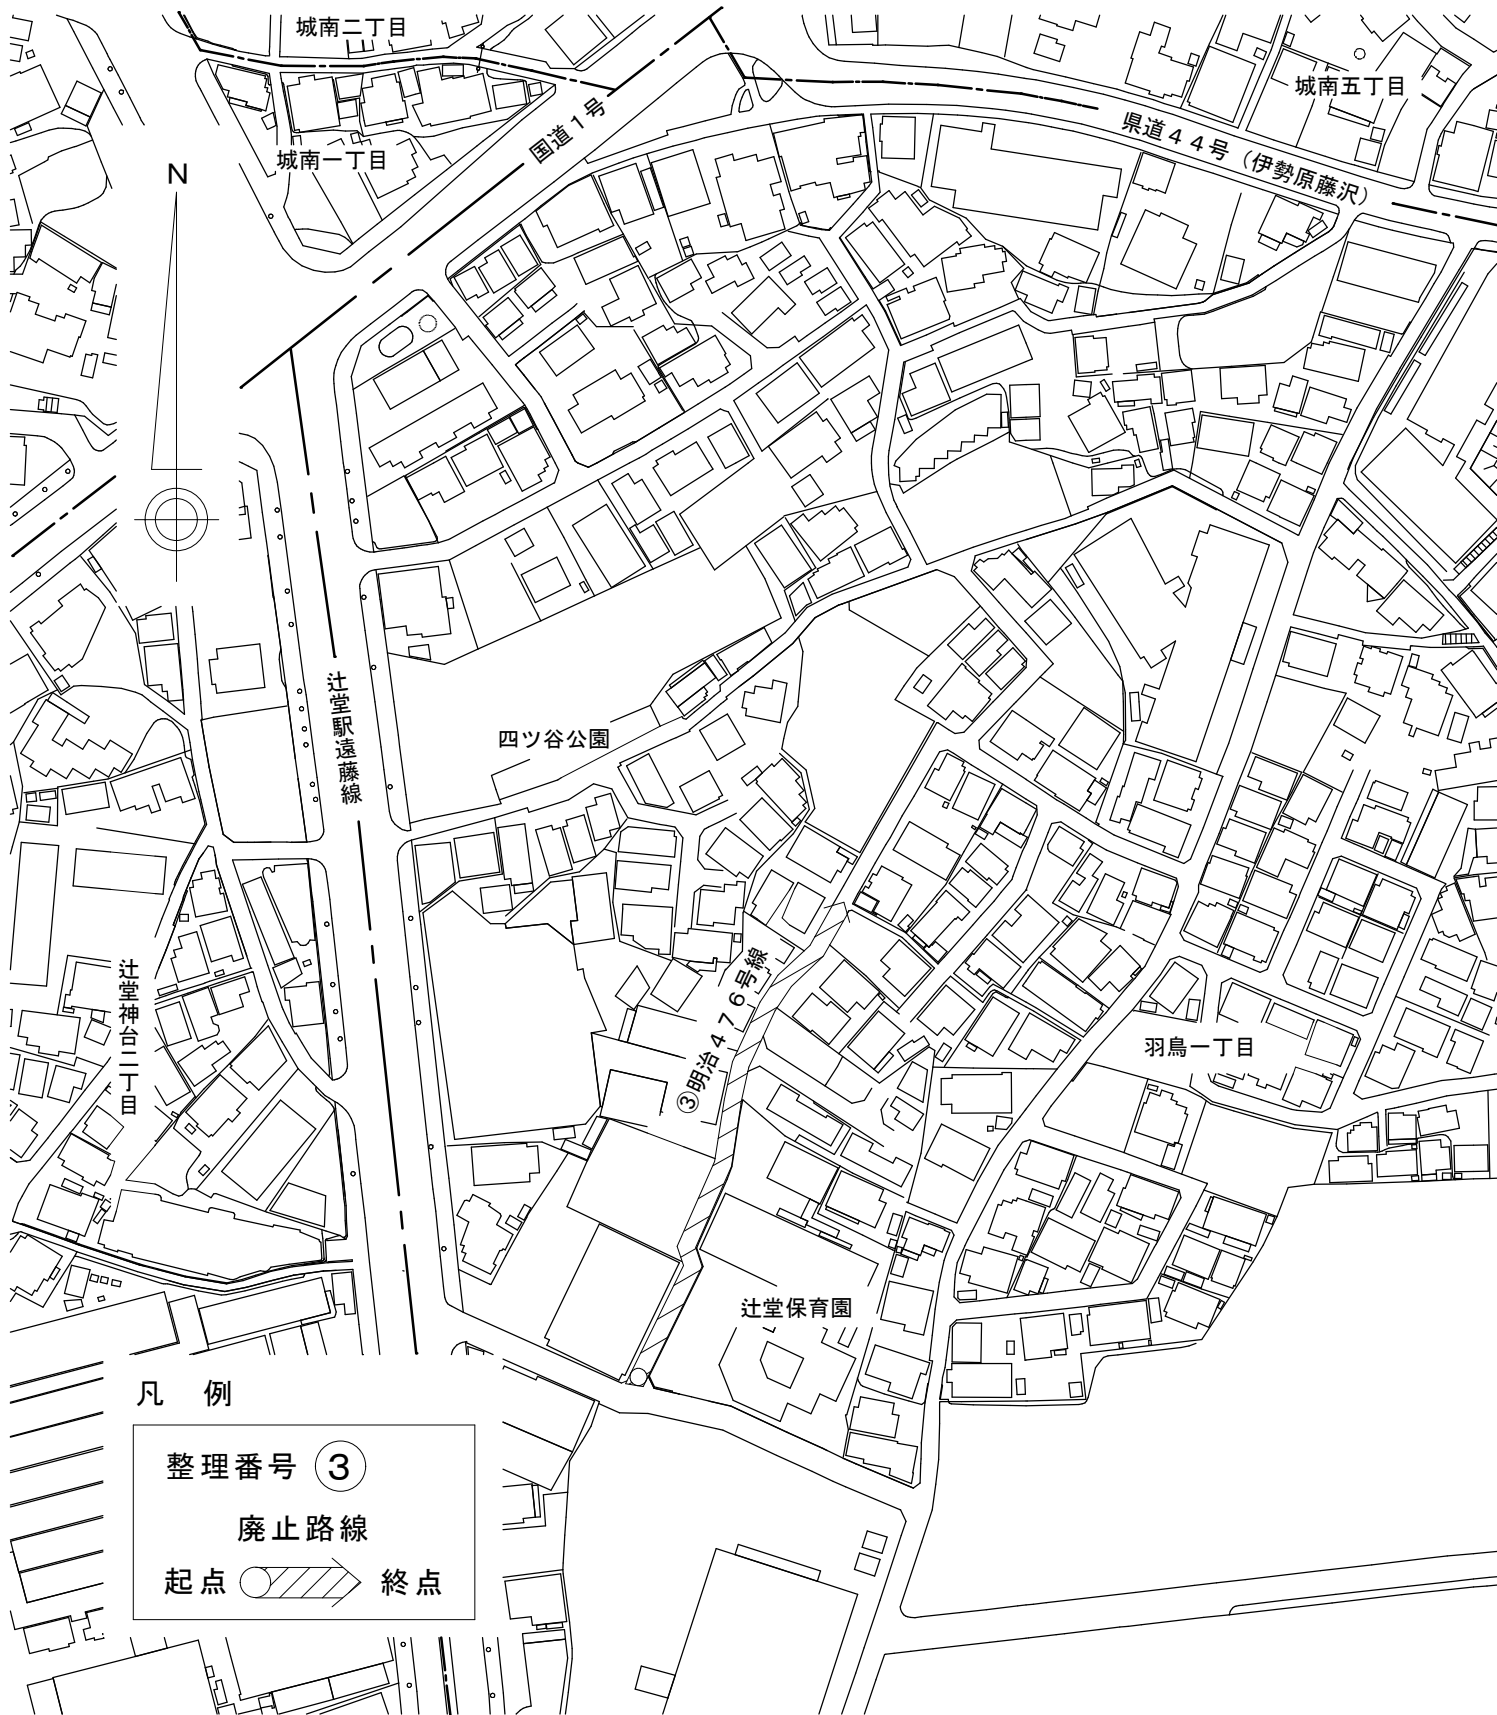 城南二丁目
城南五丁目
国道１号
県道４４号（伊勢原藤沢）
城南一丁目
N
辻堂駅遠藤線
四ツ谷公園
③明治４７６号線
辻堂神台二丁目
羽鳥一丁目
辻堂保育園
凡 例
整理番号 ③
廃止路線
起点 終点